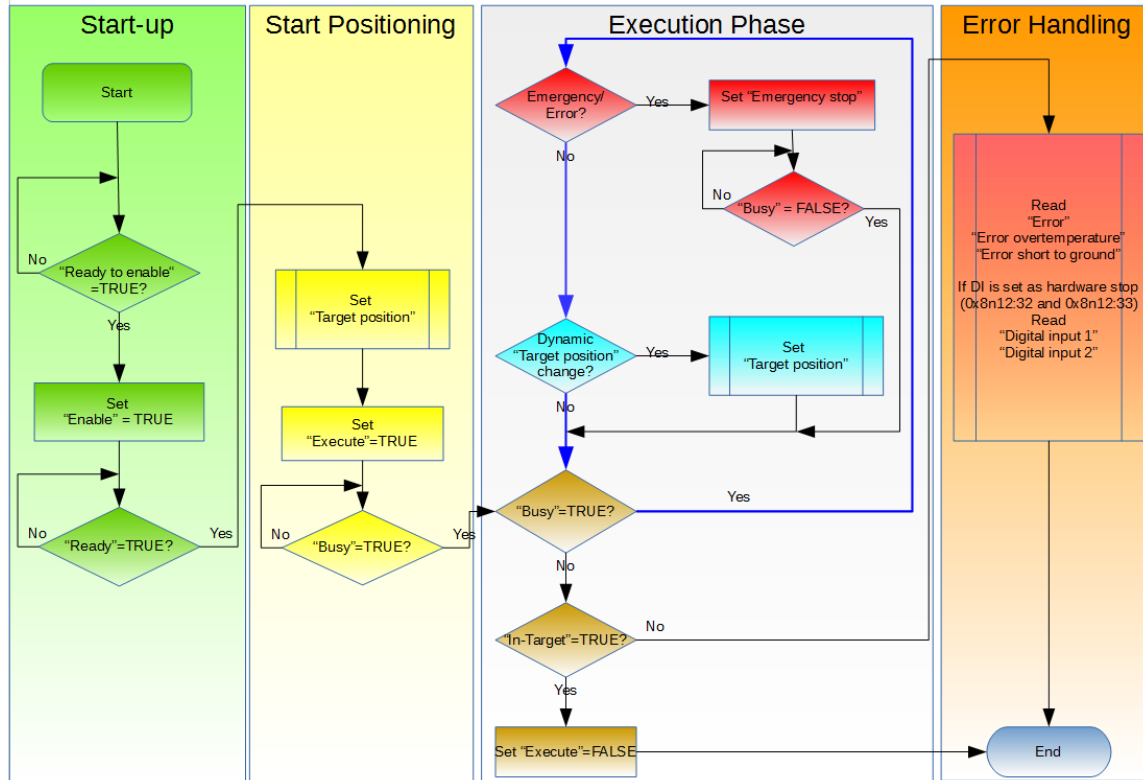 Start-up
Start
No
“Ready to enable“
=TRUE?
Yes
Set
“Enable” = TRUE
No
“Ready”=TRUE?
Yes
Start Positioning
Set
“Target position”
Set
“Execute”=TRUE
No
“Busy”=TRUE?
Yes
Execution Phase
Emergency/
Error?
Yes
Set “Emergency stop”
No
No
“Busy” = FALSE?
Yes
Dynamic
“Target position”
change?
Yes
Set
“Target position”
No
“Busy”=TRUE?
Yes
No
“In-Target”=TRUE?
No
Yes
Set “Execute”=FALSE
Error Handling
Read
“Error”
“Error overtemperature”
“Error short to ground”
If DI is set as hardware stop
(0x8n12:32 and 0x8n12:33)
Read
“Digital input 1”
“Digital input 2”
End